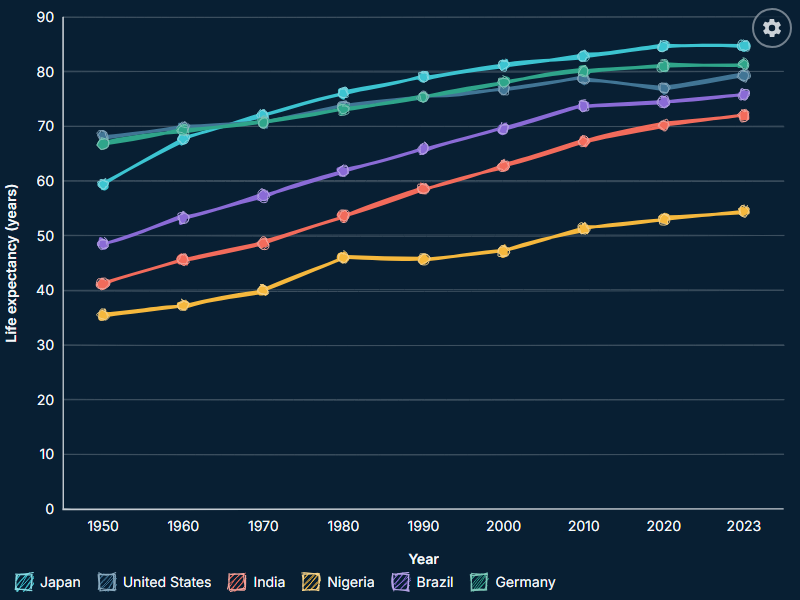 90
80
70
60
50
40
30
20
10
0
Life expectancy (years)
1950 1960 1970 1980 1990 2000 2010 2020 2023
Year
Japan United States India Nigeria Brazil Germany